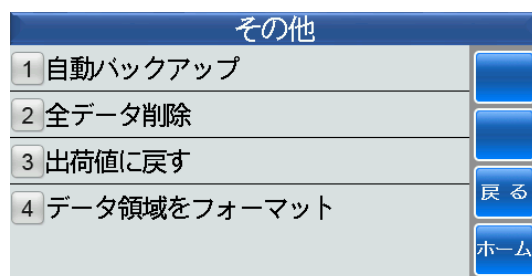 その他
1 自動バックアップ
2 全データ削除
3 出荷値に戻す
4 データ領域をフォーマット
戻る
ホーム